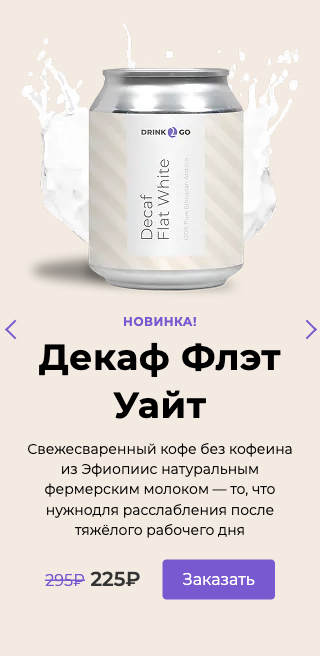 DRINK 2 GO
Decaf
Flat White
100% Pure Ethiopian Arabica
НОВИНКА!
Декаф Флэт
Уайт
Свежесваренный кофе без кофеина
из Эфиопиис натуральным
фермерским молоком — то, что
нужнодля расслабления после
тяжёлого рабочего дня
295₽ 225₽ Заказать